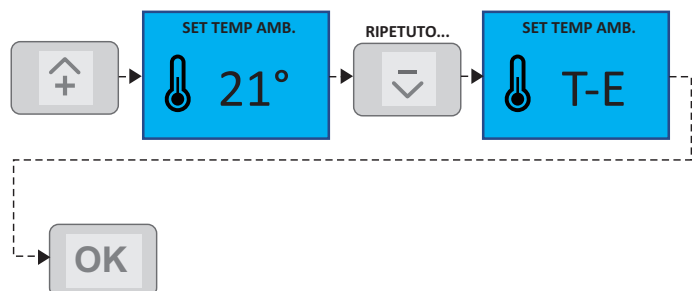 SET TEMP AMB.
21°
RIPETUTO...
SET TEMP AMB.
T-E
OK